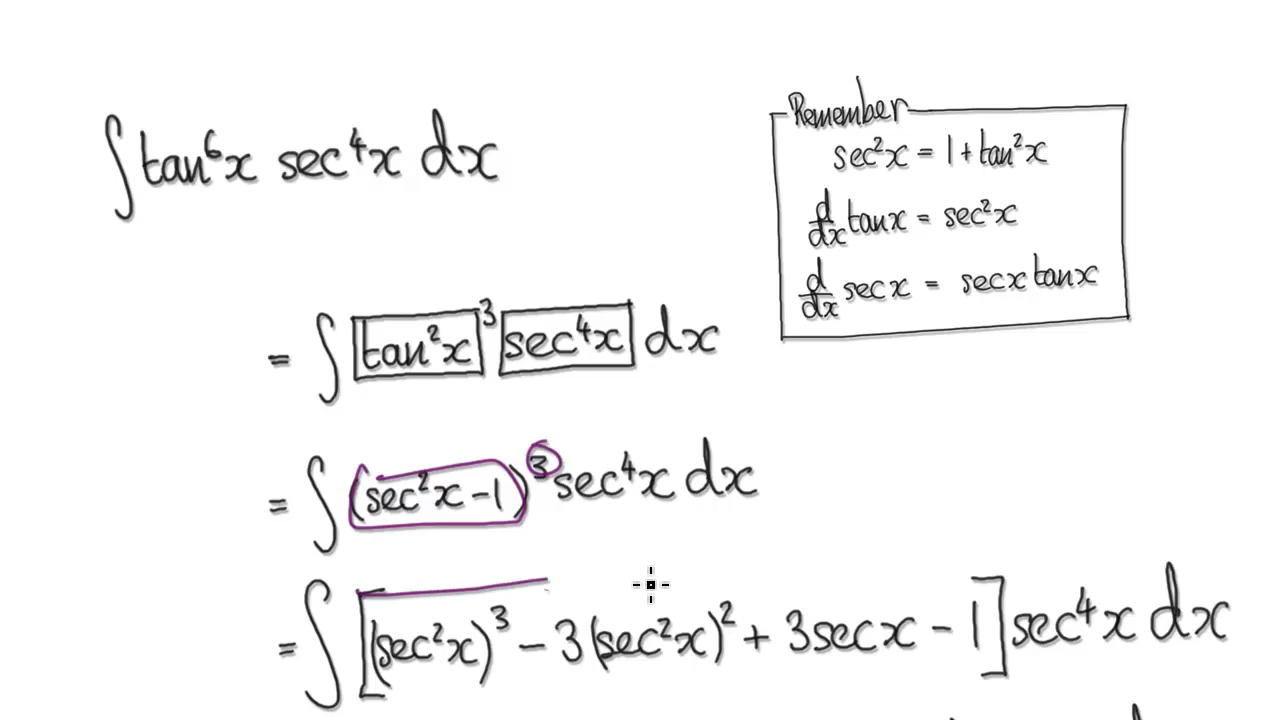 ∫tan⁶x sec⁴x dx
Remember
sec²x = 1 + tan²x
d/dx tanx = sec²x
d/dx secx = secx tanx
= ∫ tan²x ³ sec⁴x dx
= ∫ (sec²x − 1)³ sec⁴x dx
= ∫ [(sec²x)³ − 3(sec²x)² + 3secx − 1] sec⁴x dx